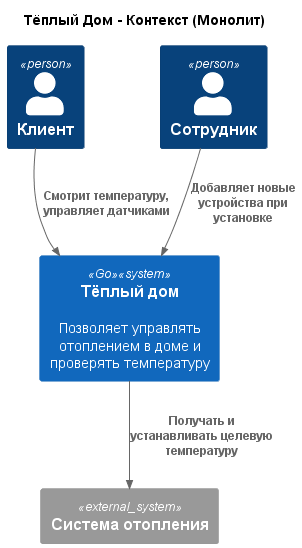 Тёплый Дом - Контекст (Монолит)
«person»
Клиент
«person»
Сотрудник
Смотрит температуру,
управляет датчиками
Добавляет новые
устройства при
установке
«Go»«system»
Тёплый дом
Позволяет управлять
отоплением в доме и
проверять температуру
Получать и
устанавливать целевую
температуру
«external_system»
Система отопления